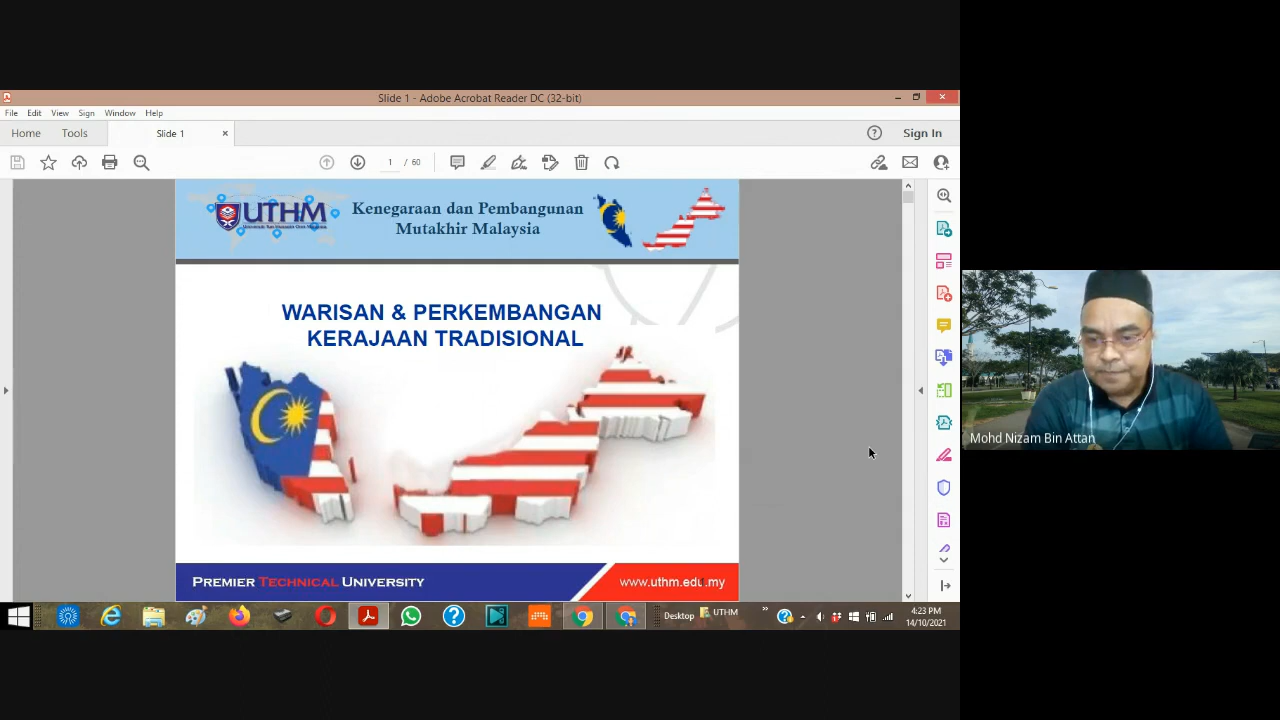 Slide 1 - Adobe Acrobat Reader DC (32-bit)
File Edit View Sign Window Help
Home Tools Slide 1 Sign In
1 / 60
UTHM
Kenegaraan dan Pembangunan
Mutakhir Malaysia
WARISAN & PERKEMBANGAN
KERAJAAN TRADISIONAL
PREMIER TECHNICAL UNIVERSITY
www.uthm.edu.my
Mohd Nizam Bin Attan
Desktop
UTHM
4:23 PM
14/10/2021